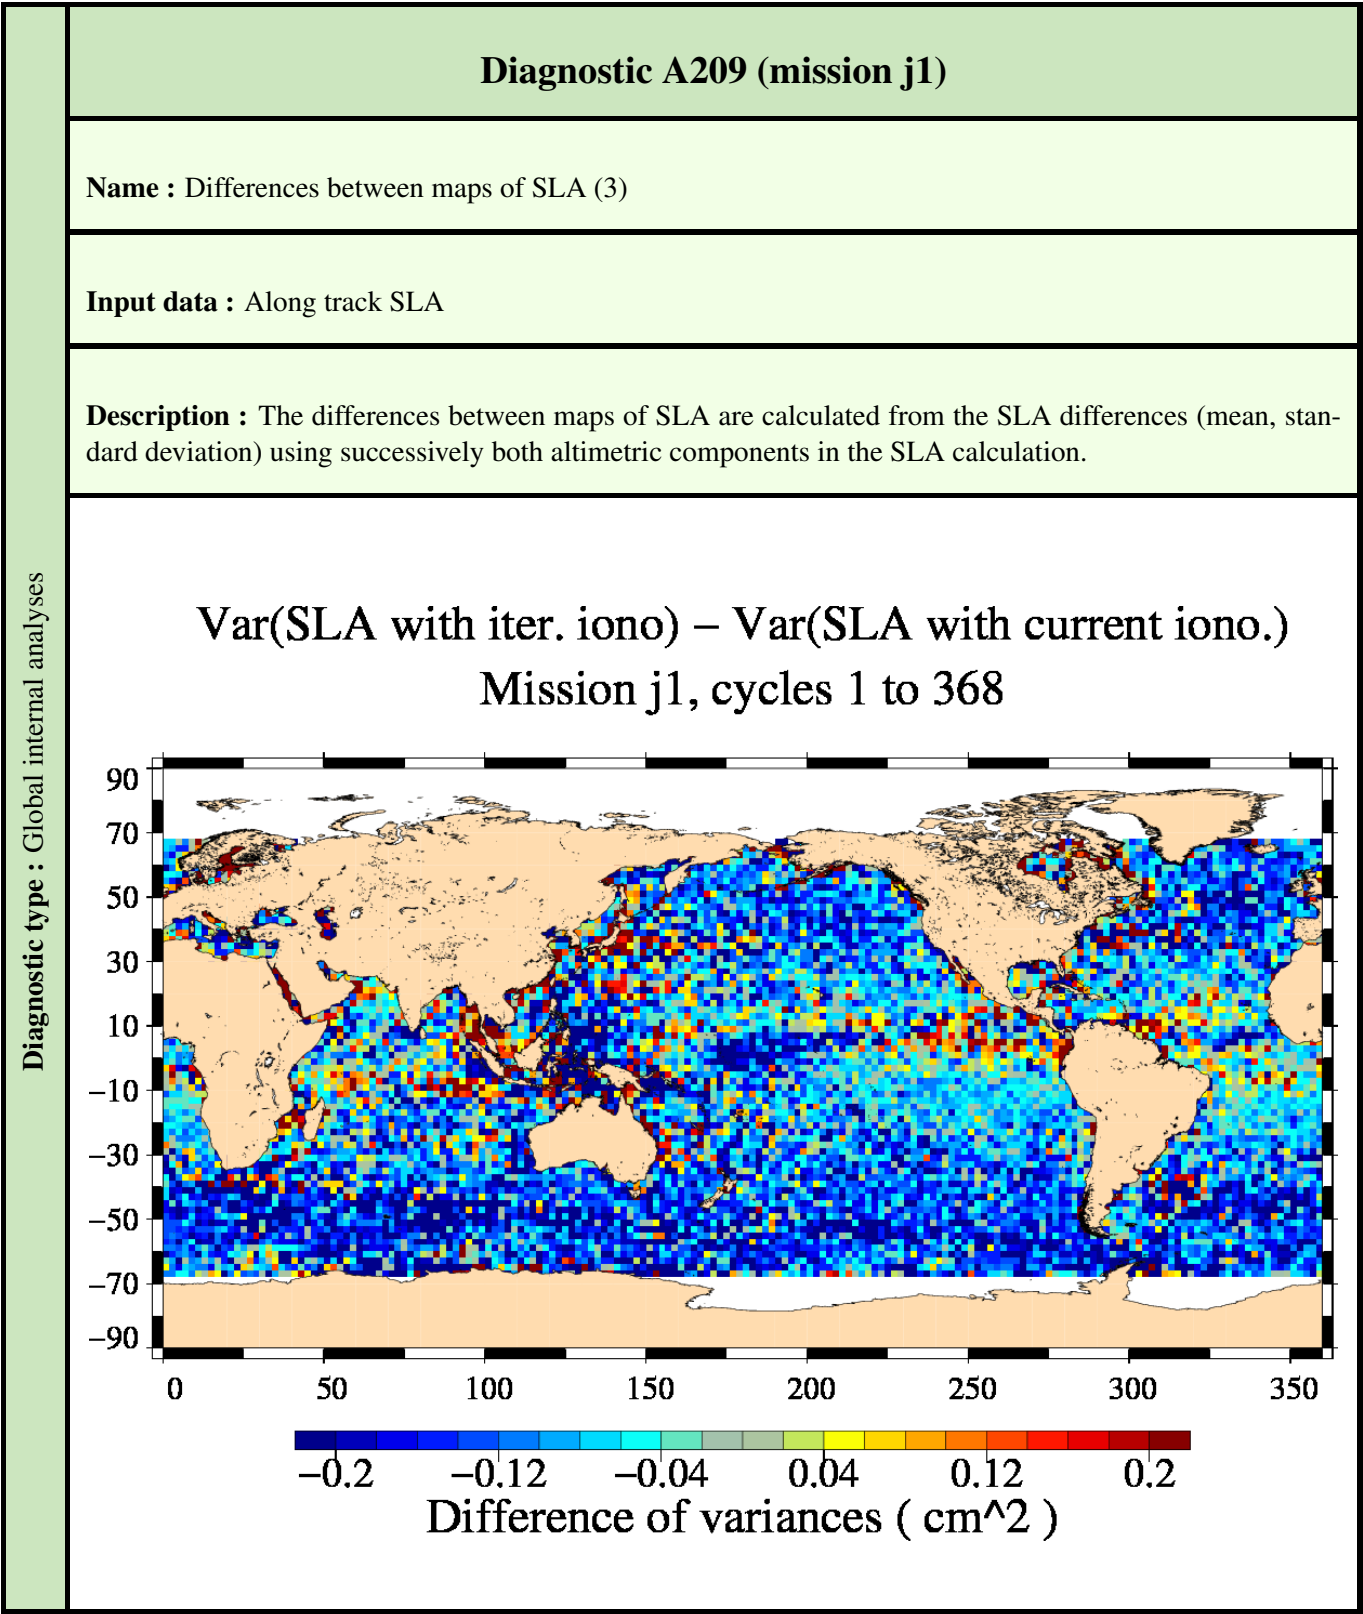 Diagnostic type : Global internal analyses
Diagnostic A209 (mission j1)
Name : Differences between maps of SLA (3)
Input data : Along track SLA
Description : The differences between maps of SLA are calculated from the SLA differences (mean, stan-
dard deviation) using successively both altimetric components in the SLA calculation.
Var(SLA with iter. iono) – Var(SLA with current iono.)
Mission j1, cycles 1 to 368
90
70
50
30
10
−10
−30
−50
−70
−90
0 50 100 150 200 250 300 350
−0.2 −0.12 −0.04 0.04 0.12 0.2
Difference of variances ( cm^2 )